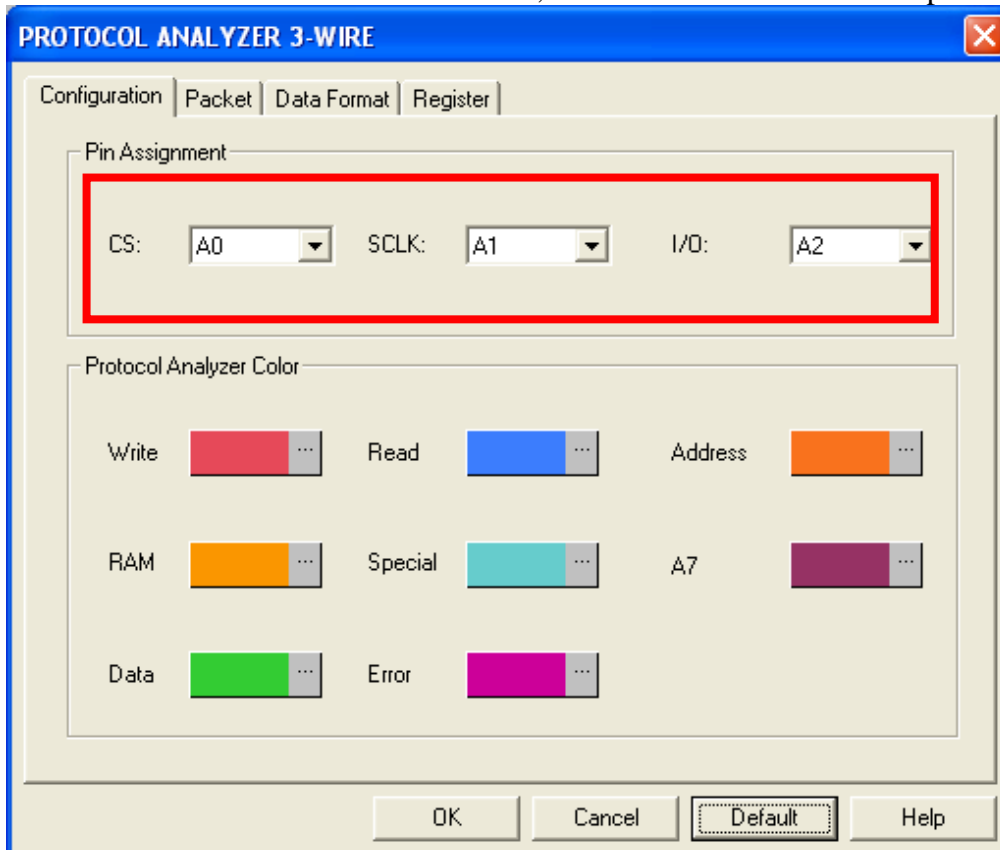 PROTOCOL ANALYZER 3-WIRE
Configuration Packet Data Format Register
Pin Assignment
CS: A0 SCLK: A1 I/O: A2
Protocol Analyzer Color
Write ... Read ... Address ...
RAM ... Special ... A7 ...
Data ... Error ...
OK Cancel Default Help